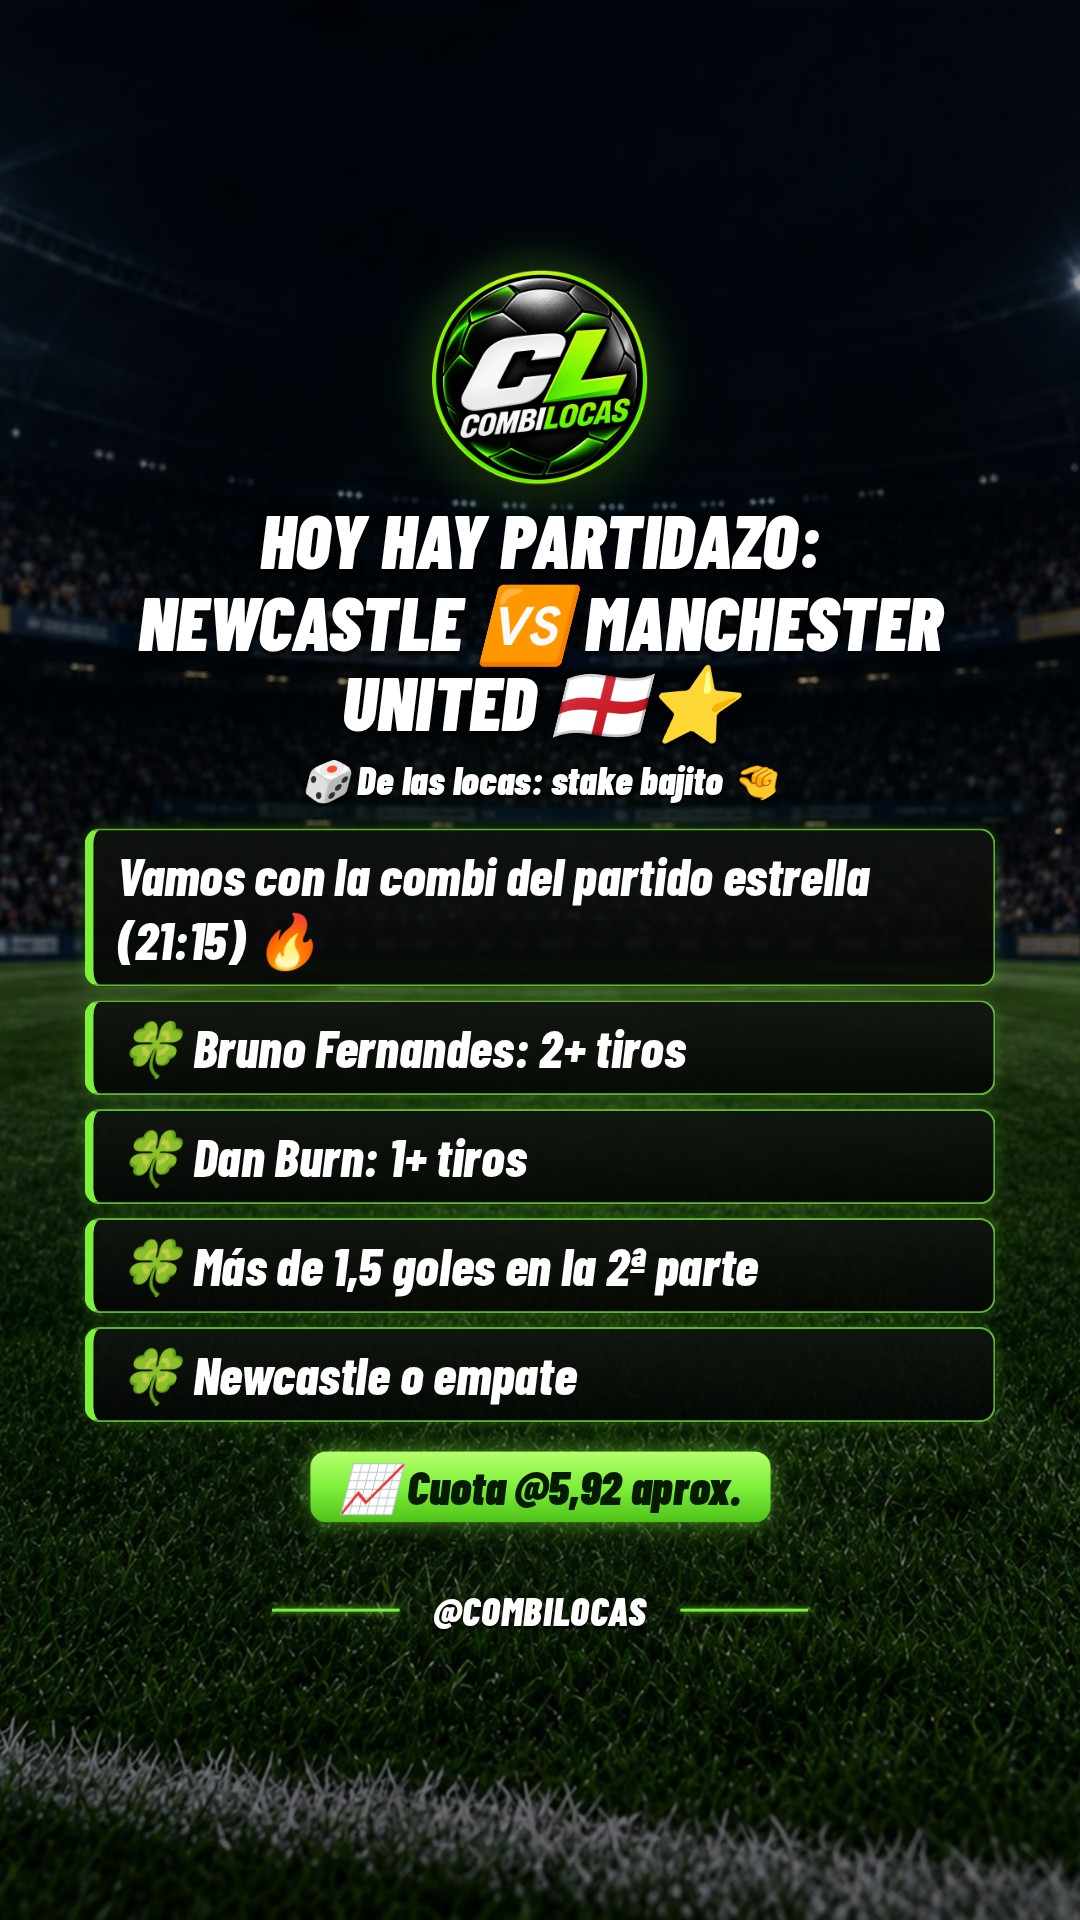 CL
COMBILOCAS
HOY HAY PARTIDAZO:
NEWCASTLE 🆚 MANCHESTER
UNITED 🏴󠁧󠁢󠁥󠁮󠁧󠁿⭐
🎲 De las locas: stake bajito 🤏
Vamos con la combi del partido estrella
(21:15) 🔥
🍀 Bruno Fernandes: 2+ tiros
🍀 Dan Burn: 1+ tiros
🍀 Más de 1,5 goles en la 2ª parte
🍀 Newcastle o empate
📈 Cuota @5,92 aprox.
@COMBILOCAS